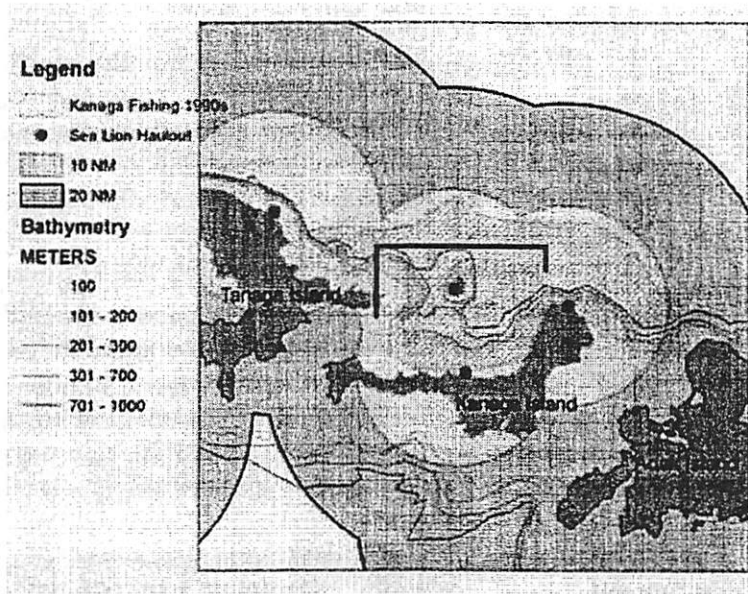 Legend
Kanaga Fishing 1990s
Sea Lion Haulout
10 NM
20 NM
Bathymetry
METERS
100
101 - 200
201 - 300
301 - 700
701 - 1000
Tanaga Island
Kanaga Island